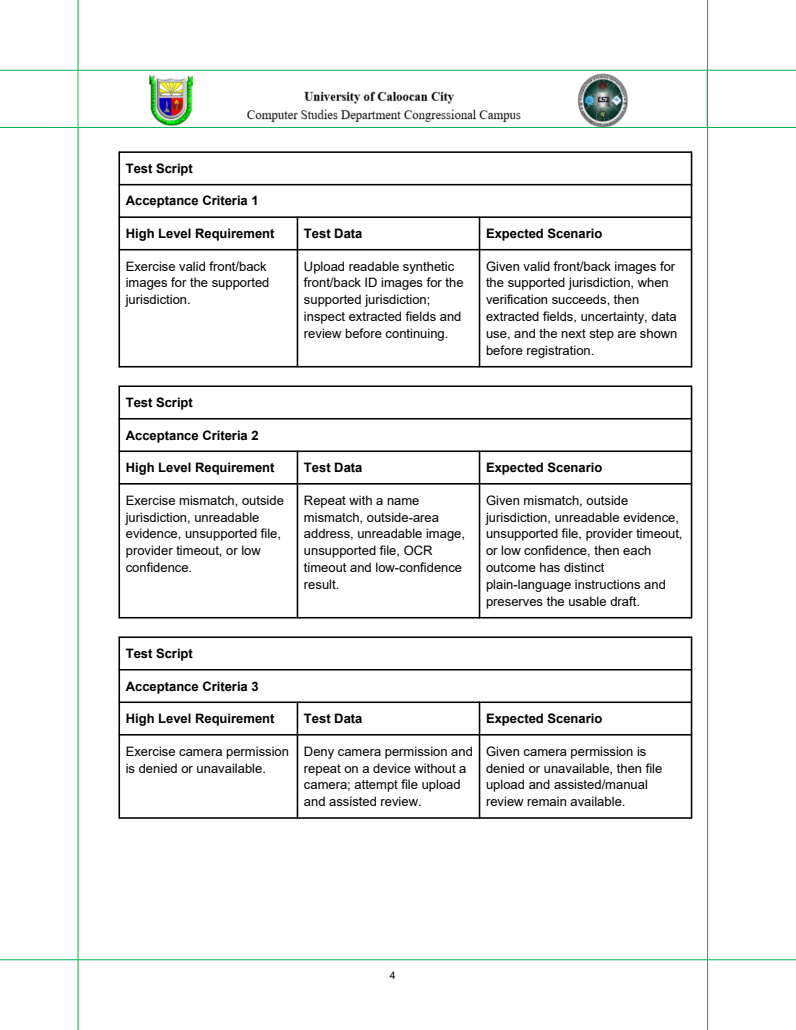 University of Caloocan City
Computer Studies Department Congressional Campus
Test Script
Acceptance Criteria 1
High Level Requirement
Test Data
Expected Scenario
Exercise valid front/back
images for the supported
jurisdiction.
Upload readable synthetic
front/back ID images for the
supported jurisdiction;
inspect extracted fields and
review before continuing.
Given valid front/back images for
the supported jurisdiction, when
verification succeeds, then
extracted fields, uncertainty, data
use, and the next step are shown
before registration.
Test Script
Acceptance Criteria 2
High Level Requirement
Test Data
Expected Scenario
Exercise mismatch, outside
jurisdiction, unreadable
evidence, unsupported file,
provider timeout, or low
confidence.
Repeat with a name
mismatch, outside-area
address, unreadable image,
unsupported file, OCR
timeout and low-confidence
result.
Given mismatch, outside
jurisdiction, unreadable evidence,
unsupported file, provider timeout,
or low confidence, then each
outcome has distinct
plain-language instructions and
preserves the usable draft.
Test Script
Acceptance Criteria 3
High Level Requirement
Test Data
Expected Scenario
Exercise camera permission
is denied or unavailable.
Deny camera permission and
repeat on a device without a
camera; attempt file upload
and assisted review.
Given camera permission is
denied or unavailable, then file
upload and assisted/manual
review remain available.
4